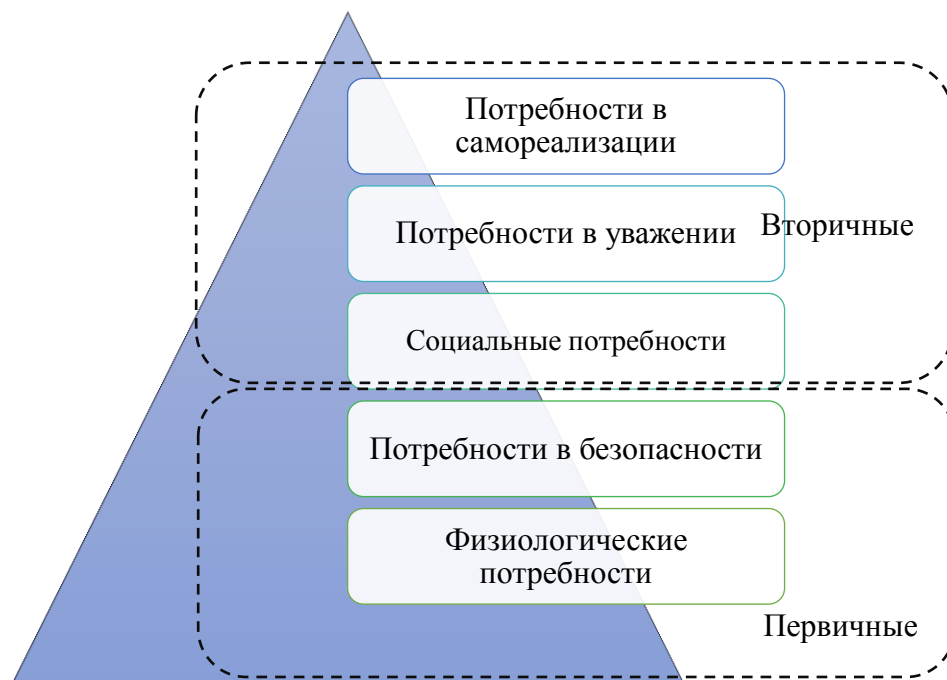 Потребности в
самореализации
Потребности в уважении
Вторичные
Социальные потребности
Потребности в безопасности
Физиологические
потребности
Первичные